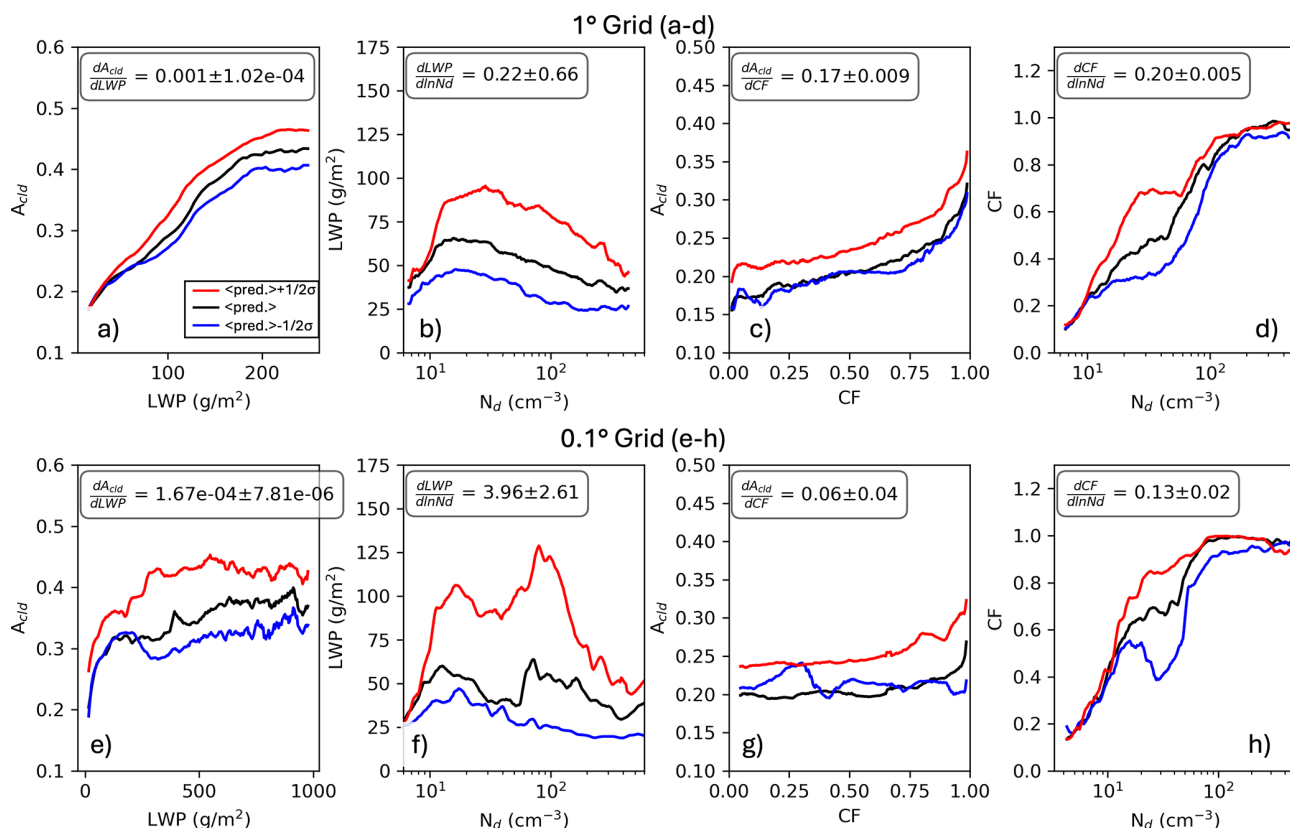 1° Grid (a-d)
0.6
0.5
0.4
0.3
0.2
0.1
A_cld
dA_cld/dLWP = 0.001±1.02e-04
<pred.>+1/2σ
<pred.>
<pred.>-1/2σ
a)
100 200
LWP (g/m²)
175
150
125
100
75
50
25
0
LWP (g/m²)
dLWP/dlnNd = 0.22±0.66
b)
10¹ 10²
N_d (cm⁻³)
0.50
0.45
0.40
0.35
0.30
0.25
0.20
0.15
0.10
A_cld
dA_cld/dCF = 0.17±0.009
c)
0.00 0.25 0.50 0.75 1.00
CF
1.2
1.0
0.8
0.6
0.4
0.2
0.0
CF
dCF/dlnNd = 0.20±0.005
d)
10¹ 10²
N_d (cm⁻³)
0.1° Grid (e-h)
0.6
0.5
0.4
0.3
0.2
0.1
A_cld
dA_cld/dLWP = 1.67e-04±7.81e-06
e)
0 500 1000
LWP (g/m²)
175
150
125
100
75
50
25
0
LWP (g/m²)
dLWP/dlnNd = 3.96±2.61
f)
10¹ 10²
N_d (cm⁻³)
0.50
0.45
0.40
0.35
0.30
0.25
0.20
0.15
0.10
A_cld
dA_cld/dCF = 0.06±0.04
g)
0.00 0.25 0.50 0.75 1.00
CF
1.2
1.0
0.8
0.6
0.4
0.2
0.0
CF
dCF/dlnNd = 0.13±0.02
h)
10¹ 10²
N_d (cm⁻³)